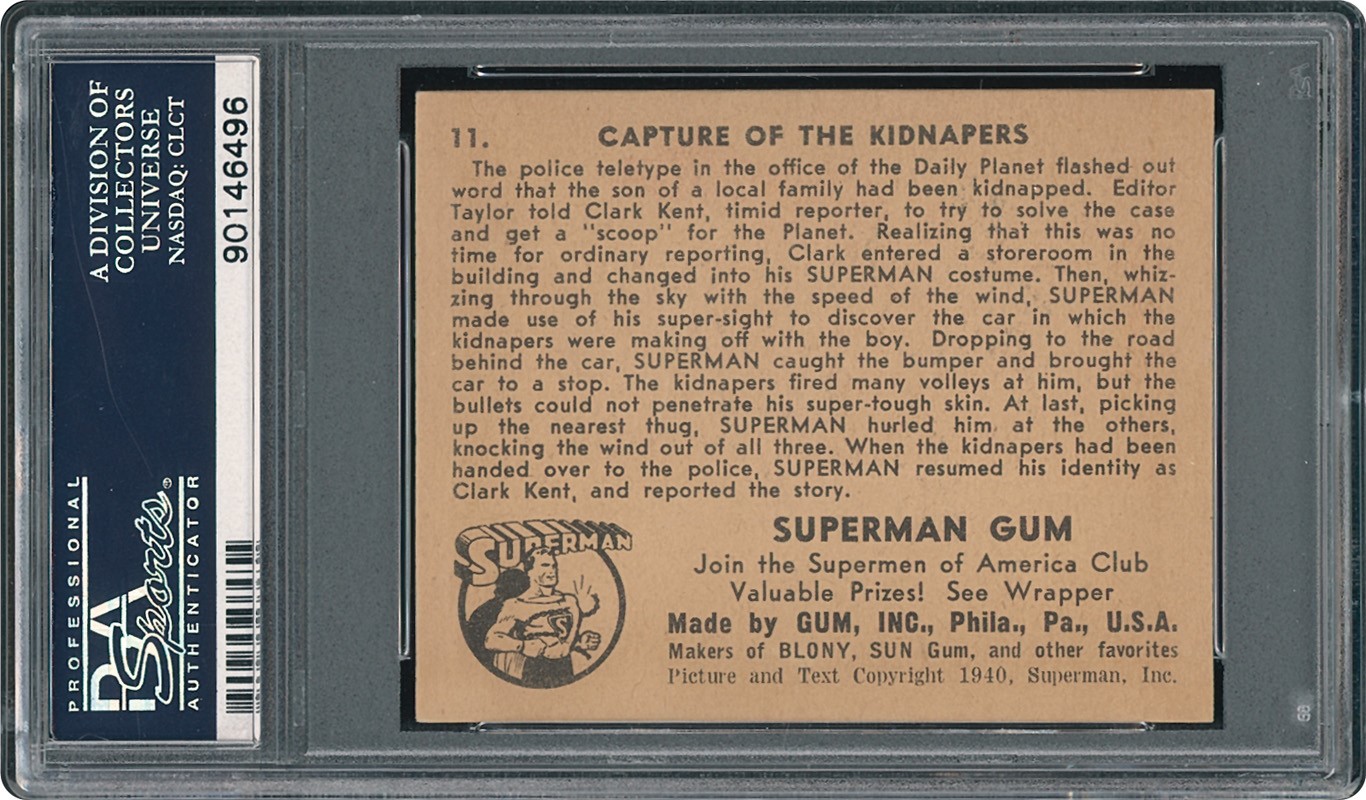 A DIVISION OF
COLLECTORS
UNIVERSE
NASDAQ: CLCT
90146496
PROFESSIONAL
PSA
Sports®
AUTHENTICATOR
11. CAPTURE OF THE KIDNAPERS
The police teletype in the office of the Daily Planet flashed out
word that the son of a local family had been kidnapped. Editor
Taylor told Clark Kent, timid reporter, to try to solve the case
and get a "scoop" for the Planet. Realizing that this was no
time for ordinary reporting, Clark entered a storeroom in the
building and changed into his SUPERMAN costume. Then, whiz-
zing through the sky with the speed of the wind, SUPERMAN
made use of his super-sight to discover the car in which the
kidnapers were making off with the boy. Dropping to the road
behind the car, SUPERMAN caught the bumper and brought the
car to a stop. The kidnapers fired many volleys at him, but the
bullets could not penetrate his super-tough skin. At last, picking
up the nearest thug, SUPERMAN hurled him at the others,
knocking the wind out of all three. When the kidnapers had been
handed over to the police, SUPERMAN resumed his identity as
Clark Kent, and reported the story.
SUPERMAN
S
SUPERMAN GUM
Join the Supermen of America Club
Valuable Prizes! See Wrapper
Made by GUM, INC., Phila., Pa., U.S.A.
Makers of BLONY, SUN Gum, and other favorites
Picture and Text Copyright 1940, Superman, Inc.